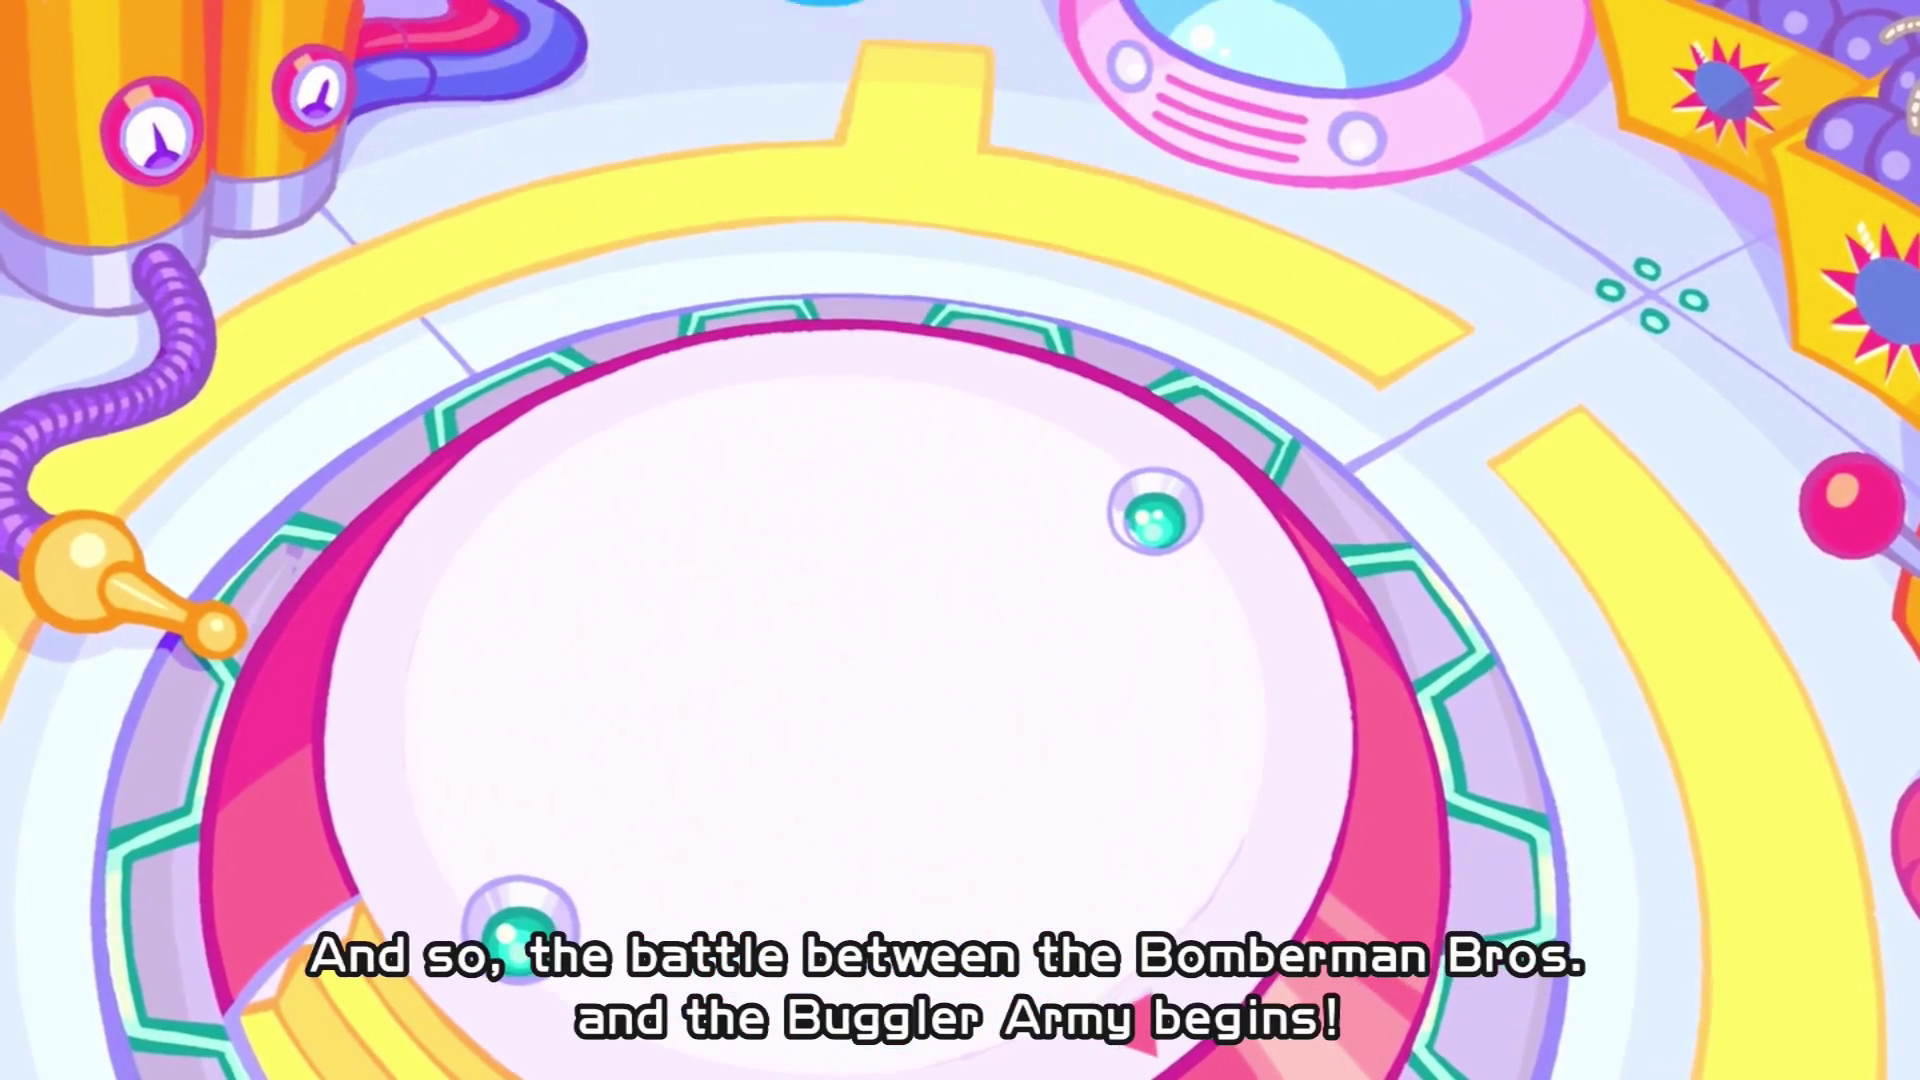 And so, the battle between the Bomberman Bros.
and the Buggler Army begins!